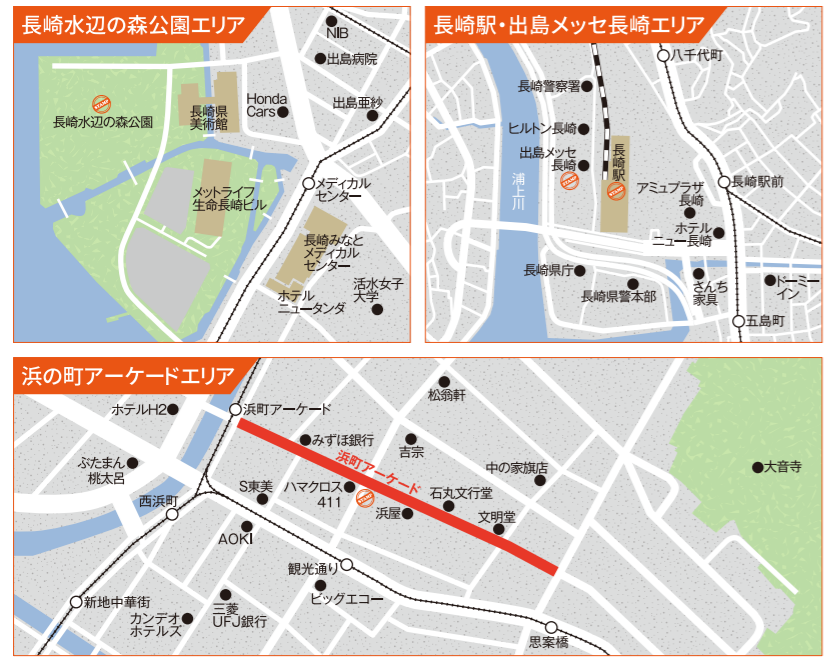 長崎水辺の森公園エリア
NIB
出島病院
Honda
Cars
出島亜紗
長崎水辺の森公園
長崎県
美術館
メットライフ
生命長崎ビル
メディカル
センター
長崎みなと
メディカル
センター
活水女子
大学
ホテル
ニュータンダ
長崎駅・出島メッセ長崎エリア
八千代町
長崎警察署
ヒルトン長崎
出島メッセ
長崎
長崎駅
浦上川
長崎駅前
アミュプラザ
長崎
ホテル
ニュー長崎
長崎県庁
長崎県警本部
さんち
家具
ドーミー
イン
五島町
浜の町アーケードエリア
松翁軒
ホテルH2
浜町アーケード
みずほ銀行
吉宗
浜町アーケード
中の家旗店
大音寺
ぶたまん
桃太呂
S東美
ハマクロス
411
石丸文行堂
西浜町
浜屋
文明堂
AOKI
観光通り
ビッグエコー
新地中華街
カンデオ
ホテルズ
三菱
UFJ銀行
思案橋